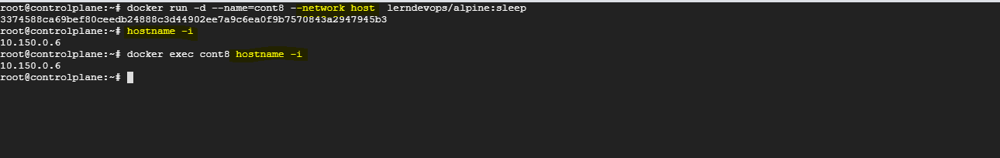 root@controlplane:~# docker run -d --name=cont8 --network host  lerndevops/alpine:sleep
3374588ca69bef80ceedb24888c3d44902ee7a9c6ea0f9b7570843a2947945b3
root@controlplane:~# hostname -i
10.150.0.6
root@controlplane:~# docker exec cont8 hostname -i
10.150.0.6
root@controlplane:~#